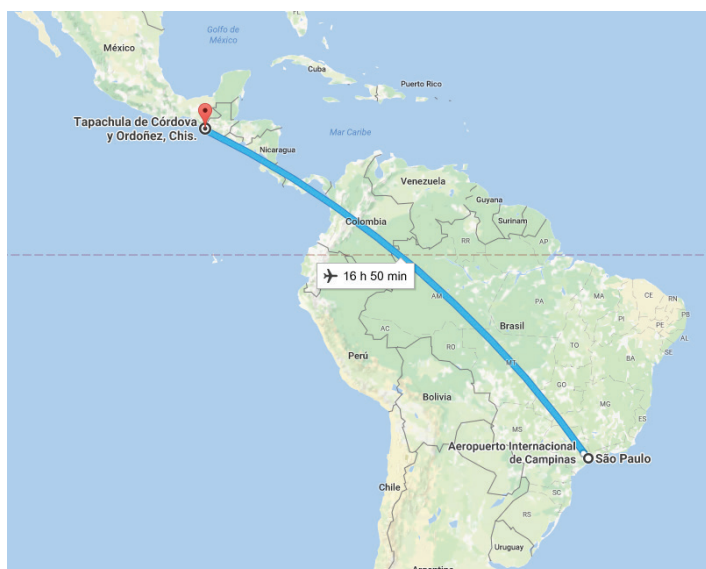 Golfo de
México
México
Cuba
Puerto Rico
Tapachula de Córdova
y Ordoñez, Chis.
Mar Caribe
Nicaragua
Venezuela
Guyana
Surinam
Colombia
RR
AP
16 h 50 min
AM
PA
MA
CE
RN
PB
PI
PE
AL
SE
AC
Brasil
TO
RO
MT
BA
Perú
GO
Bolivia
MG
ES
MS
Aeropuerto Internacional
de Campinas
São Paulo
Chile
SC
RS
Uruguay